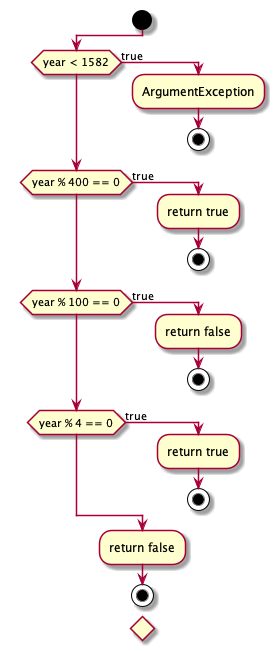 year < 1582
true
ArgumentException
year % 400 == 0
true
return true
year % 100 == 0
true
return false
year % 4 == 0
true
return true
return false